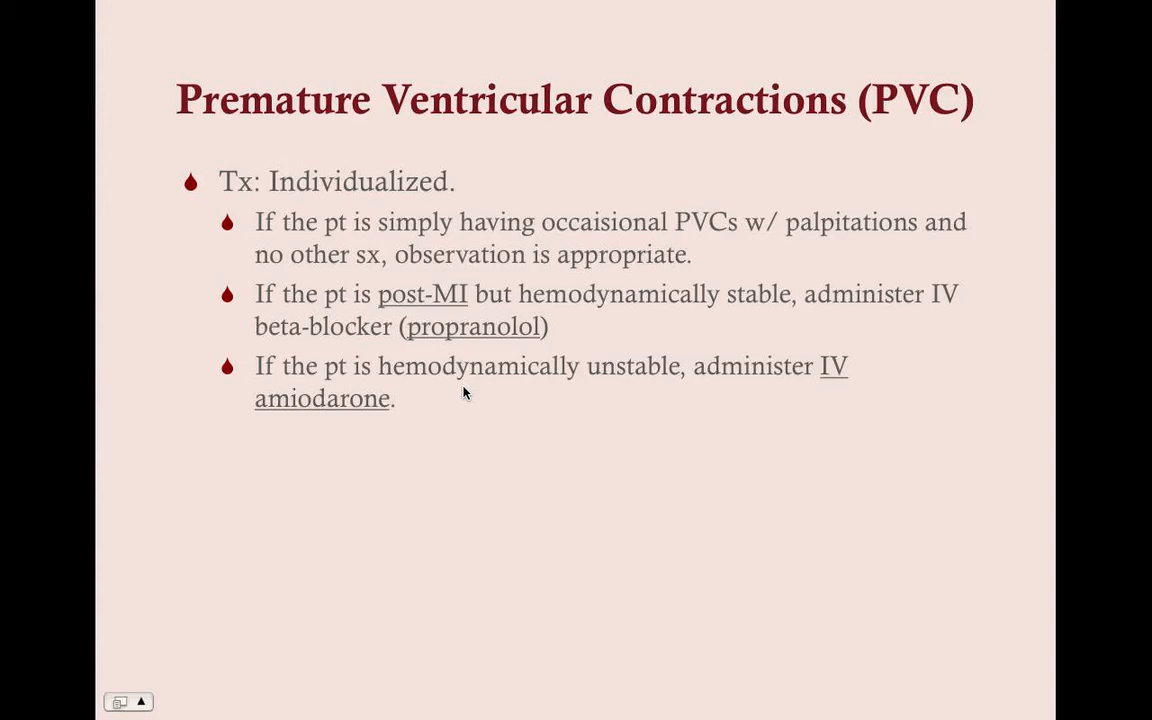 Premature Ventricular Contractions (PVC)
Tx: Individualized.
If the pt is simply having occaisional PVCs w/ palpitations and
no other sx, observation is appropriate.
If the pt is post-MI but hemodynamically stable, administer IV
beta-blocker (propranolol)
If the pt is hemodynamically unstable, administer IV
amiodarone.